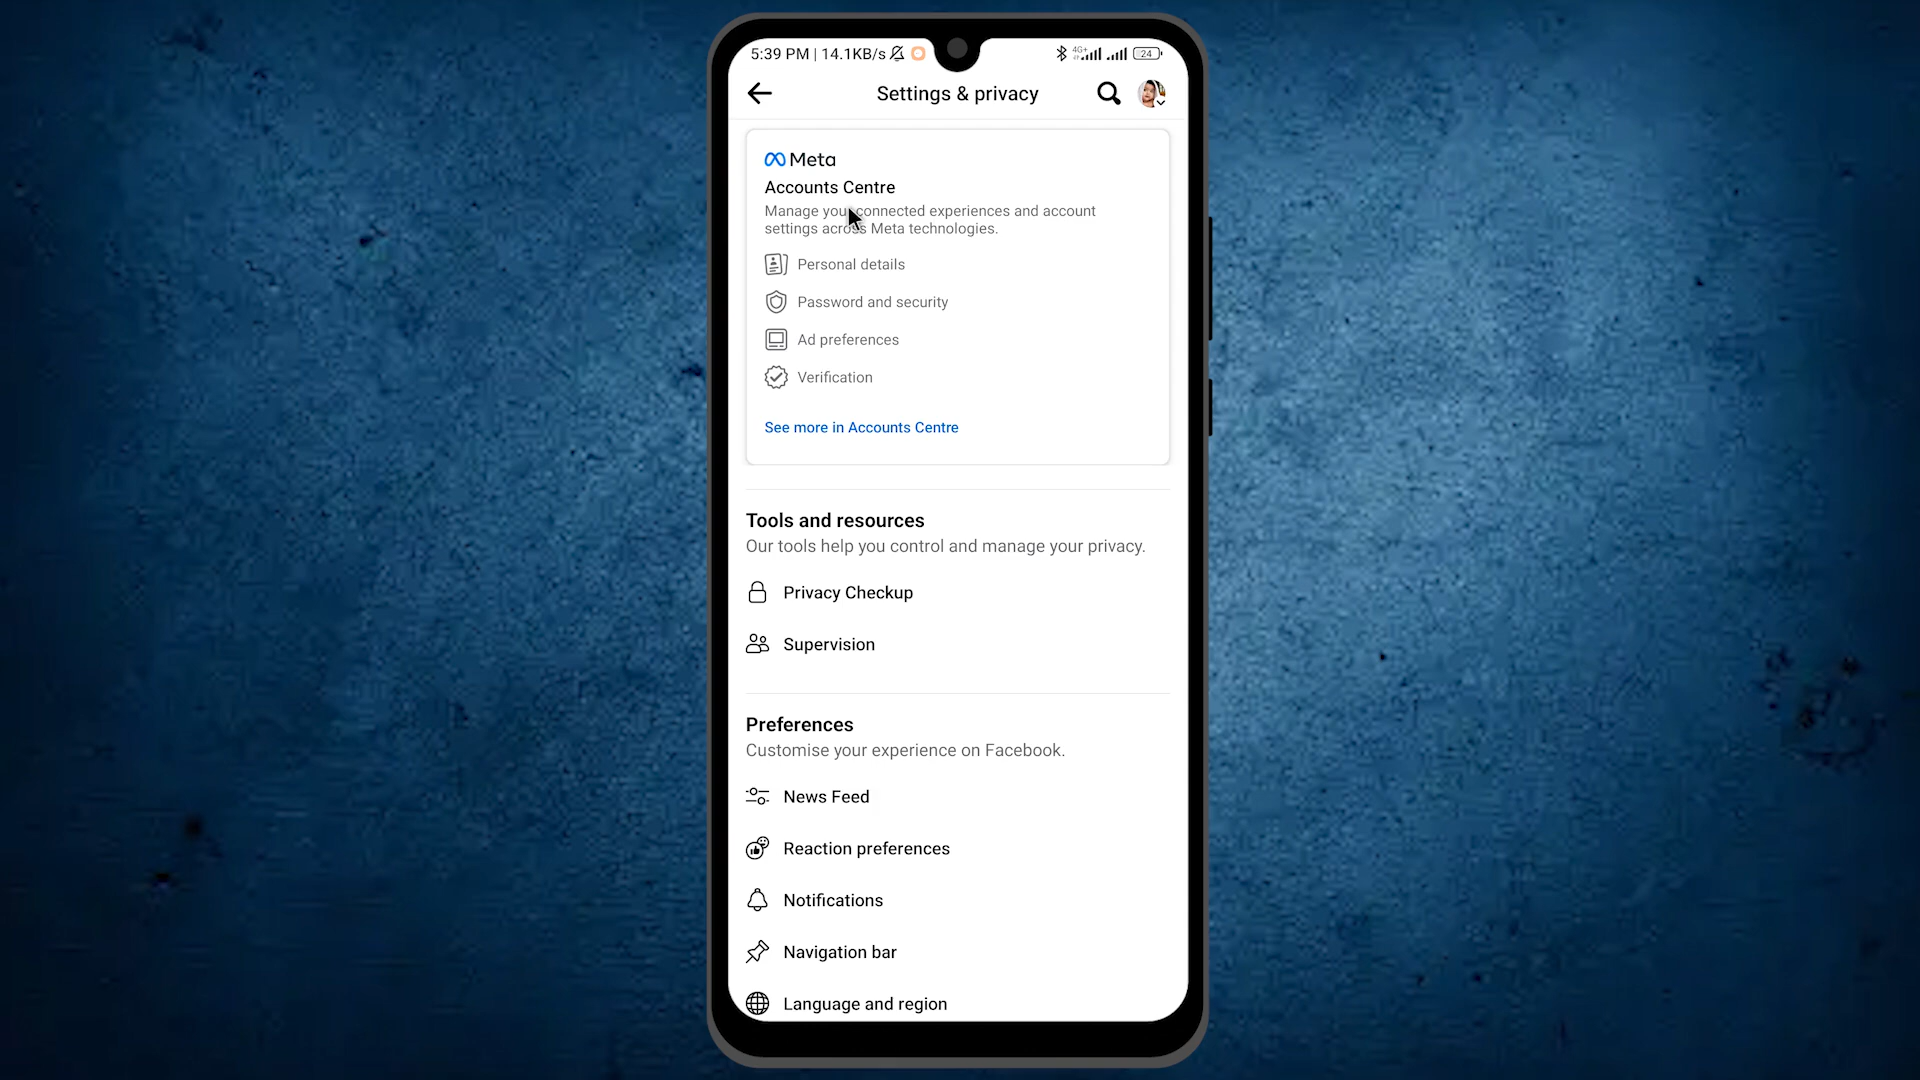 5:39 PM | 14.1KB/s
4G+
24
Settings & privacy
Meta
Accounts Centre
Manage your connected experiences and account
settings across Meta technologies.
Personal details
Password and security
Ad preferences
Verification
See more in Accounts Centre
Tools and resources
Our tools help you control and manage your privacy.
Privacy Checkup
Supervision
Preferences
Customise your experience on Facebook.
News Feed
Reaction preferences
Notifications
Navigation bar
Language and region